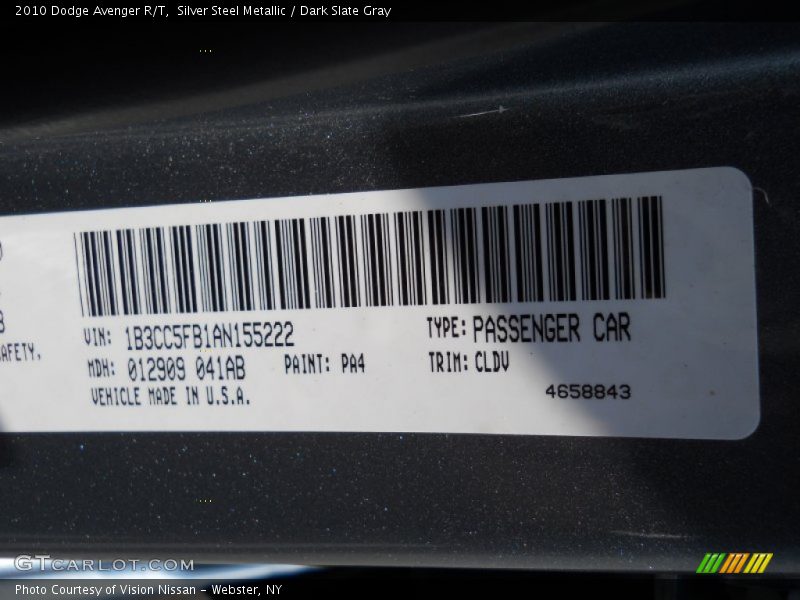 2010 Dodge Avenger R/T, Silver Steel Metallic / Dark Slate Gray
AFETY.
VIN: 1B3CC5FB1AN155222
TYPE: PASSENGER CAR
MDH: 012909 041AB
PAINT: PA4
TRIM: CLDV
VEHICLE MADE IN U.S.A.
4658843
GTCARLOT.COM
Photo Courtesy of Vision Nissan - Webster, NY